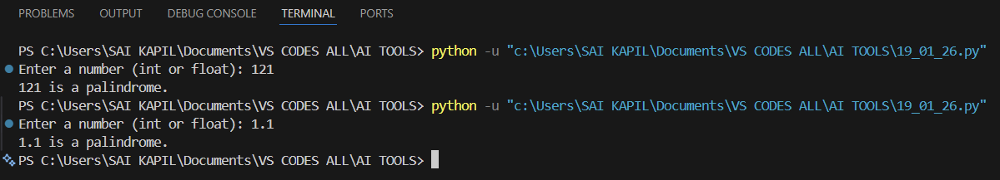 PROBLEMS OUTPUT DEBUG CONSOLE TERMINAL PORTS
PS C:\Users\SAI KAPIL\Documents\VS CODES ALL\AI TOOLS> python -u "c:\Users\SAI KAPIL\Documents\VS CODES ALL\AI TOOLS\19_01_26.py"
Enter a number (int or float): 121
121 is a palindrome.
PS C:\Users\SAI KAPIL\Documents\VS CODES ALL\AI TOOLS> python -u "c:\Users\SAI KAPIL\Documents\VS CODES ALL\AI TOOLS\19_01_26.py"
Enter a number (int or float): 1.1
1.1 is a palindrome.
PS C:\Users\SAI KAPIL\Documents\VS CODES ALL\AI TOOLS>